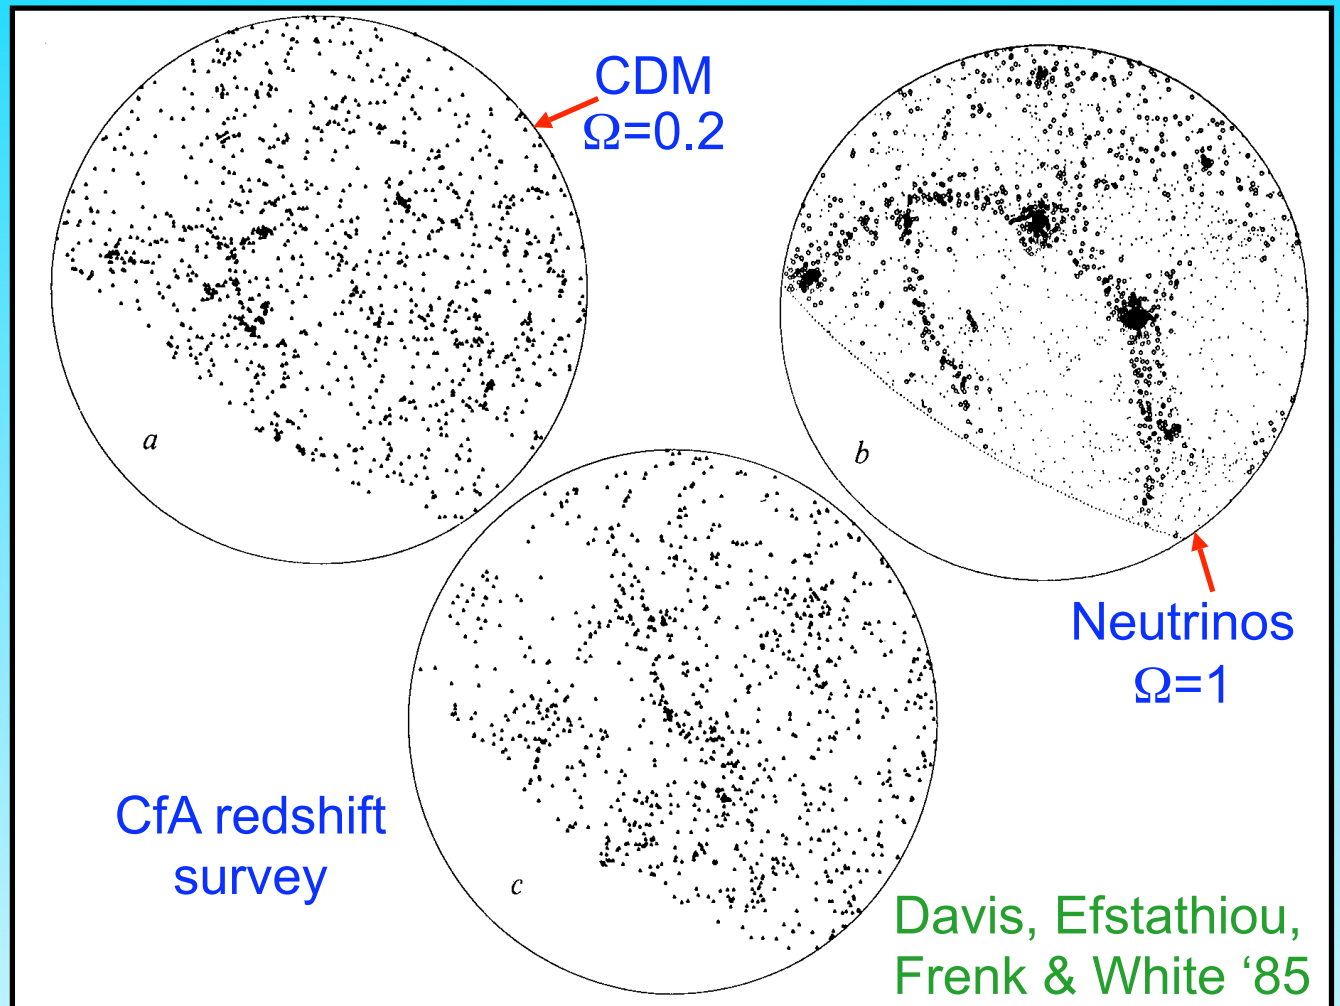 CDM
Ω=0.2
a
b
Neutrinos
Ω=1
CfA redshift
survey
c
Davis, Efstathiou,
Frenk & White ‘85